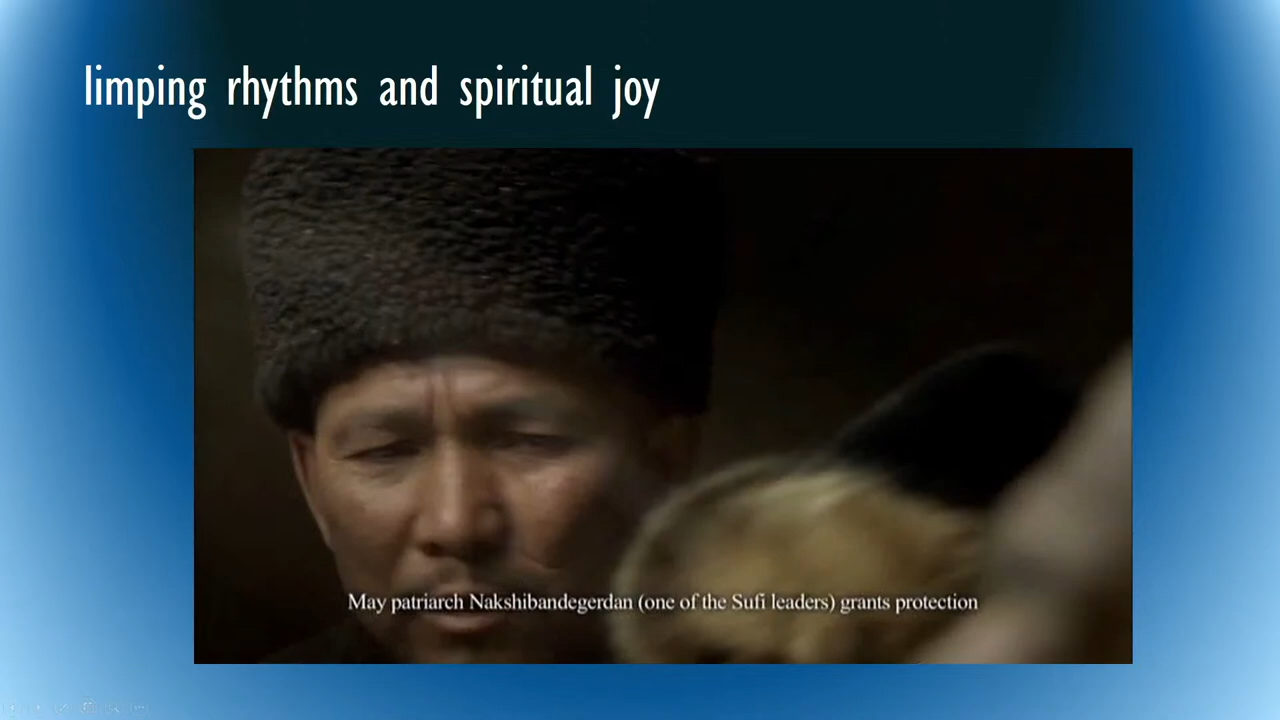 limping rhythms and spiritual joy
May patriarch Nakshibandegerdan (one of the Sufi leaders) grants protection